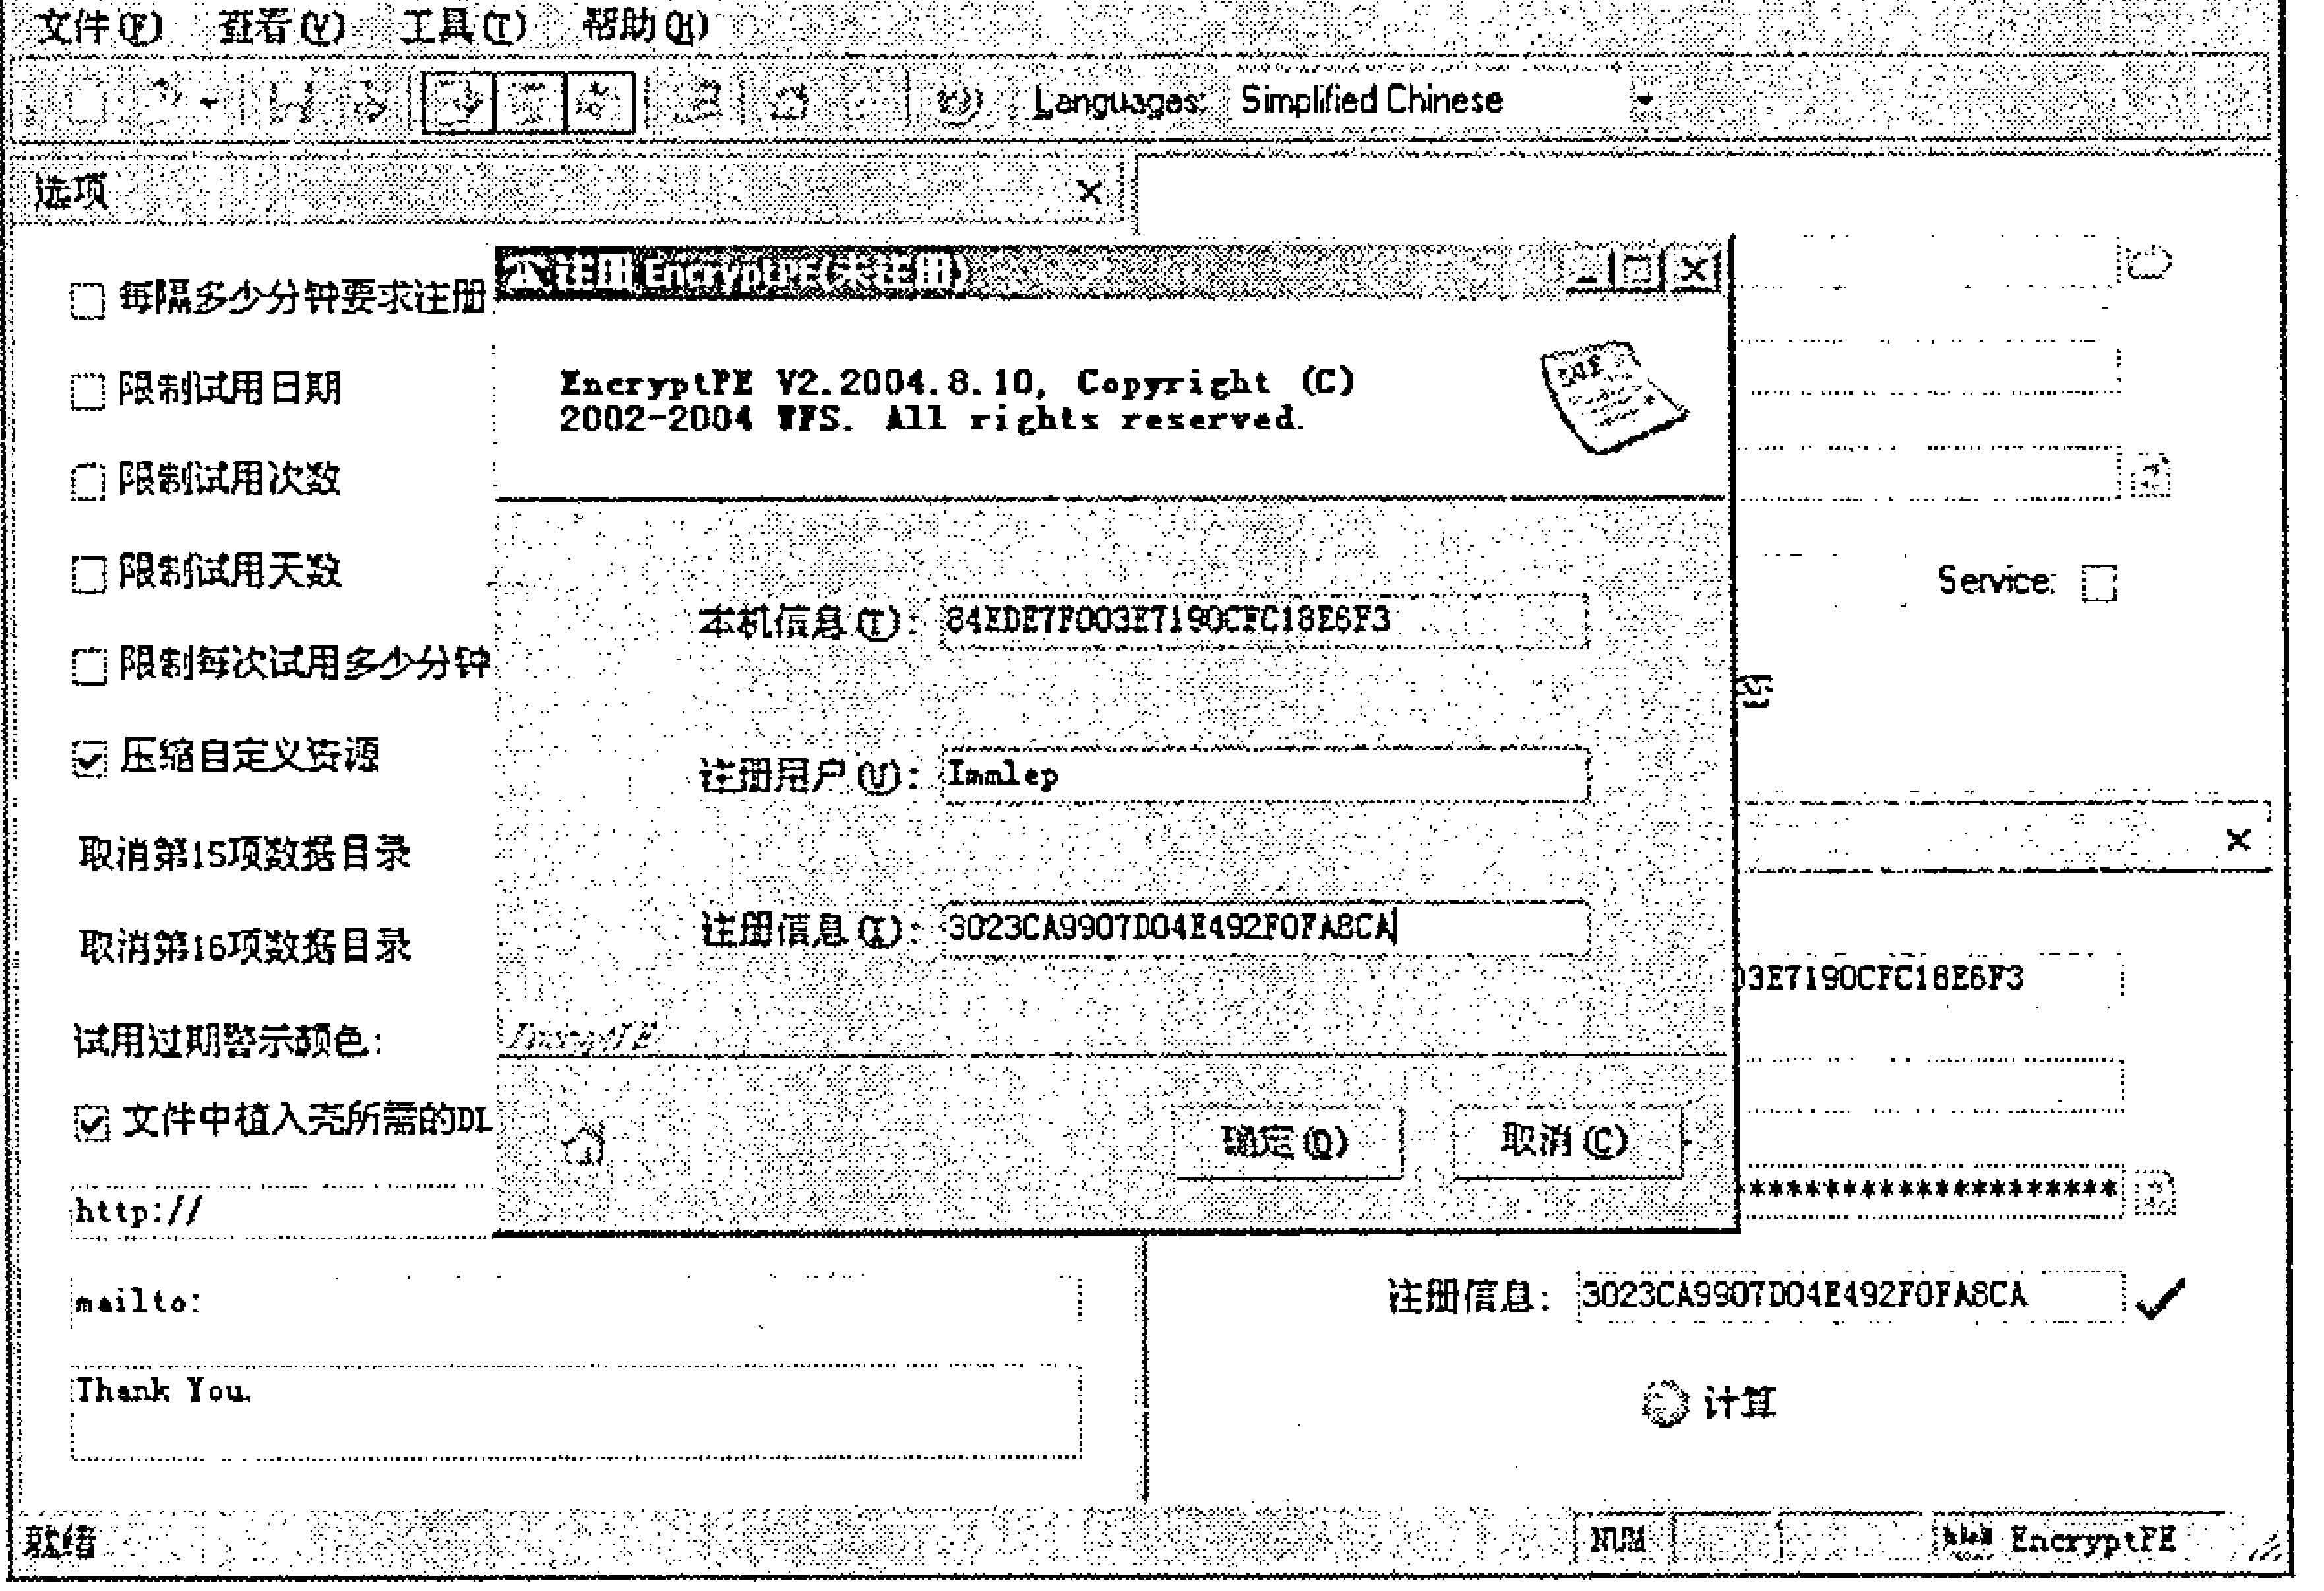 文件(F) 查看(V) 工具(T) 帮助(H)
Languages: Simplified Chinese
选项
每隔多少分钟要求注册
限制试用日期
限制试用次数
限制试用天数
限制每次试用多少分钟
压缩自定义资源
取消第15项数据目录
取消第16项数据目录
试用过期警示颜色:
文件中植入壳所需的DL
http://
mailto:
Thank You.
注册 EncryptPE(未注册)
EncryptPE V2.2004.8.10, Copyright (C)
2002-2004 WFS. All rights reserved.
本机信息(T): 84EDE7F003E7190CFC18E6F3
注册用户(U): Immlep
注册信息(I): 3023CA9907D04E492F0FA8CA
EncryptPE
确定(O) 取消(C)
Service:
03E7190CFC18E6F3
********************
注册信息: 3023CA9907D04E492F0FA8CA
计算
就绪 NUM EncryptPE